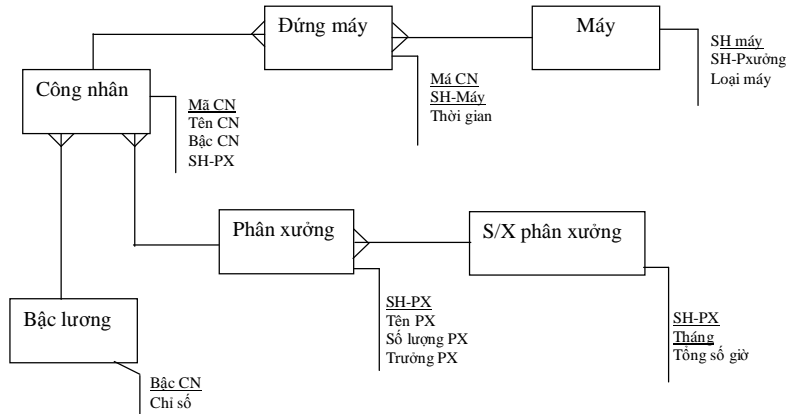 Đứng máy
Máy
SH máy
SH-Pxưởng
Loại máy
Công nhân
Mã CN
Tên CN
Bậc CN
SH-PX
Má CN
SH-Máy
Thời gian
Phân xưởng
S/X phân xưởng
Bậc lương
SH-PX
Tên PX
Số lượng PX
Trưởng PX
SH-PX
Tháng
Tổng số giờ
Bậc CN
Chi số